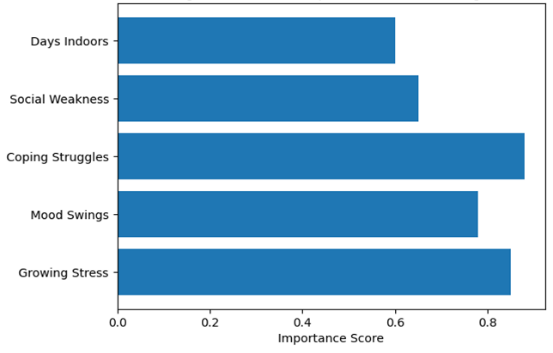 Days Indoors
Social Weakness
Coping Struggles
Mood Swings
Growing Stress
0.0 0.2 0.4 0.6 0.8
Importance Score